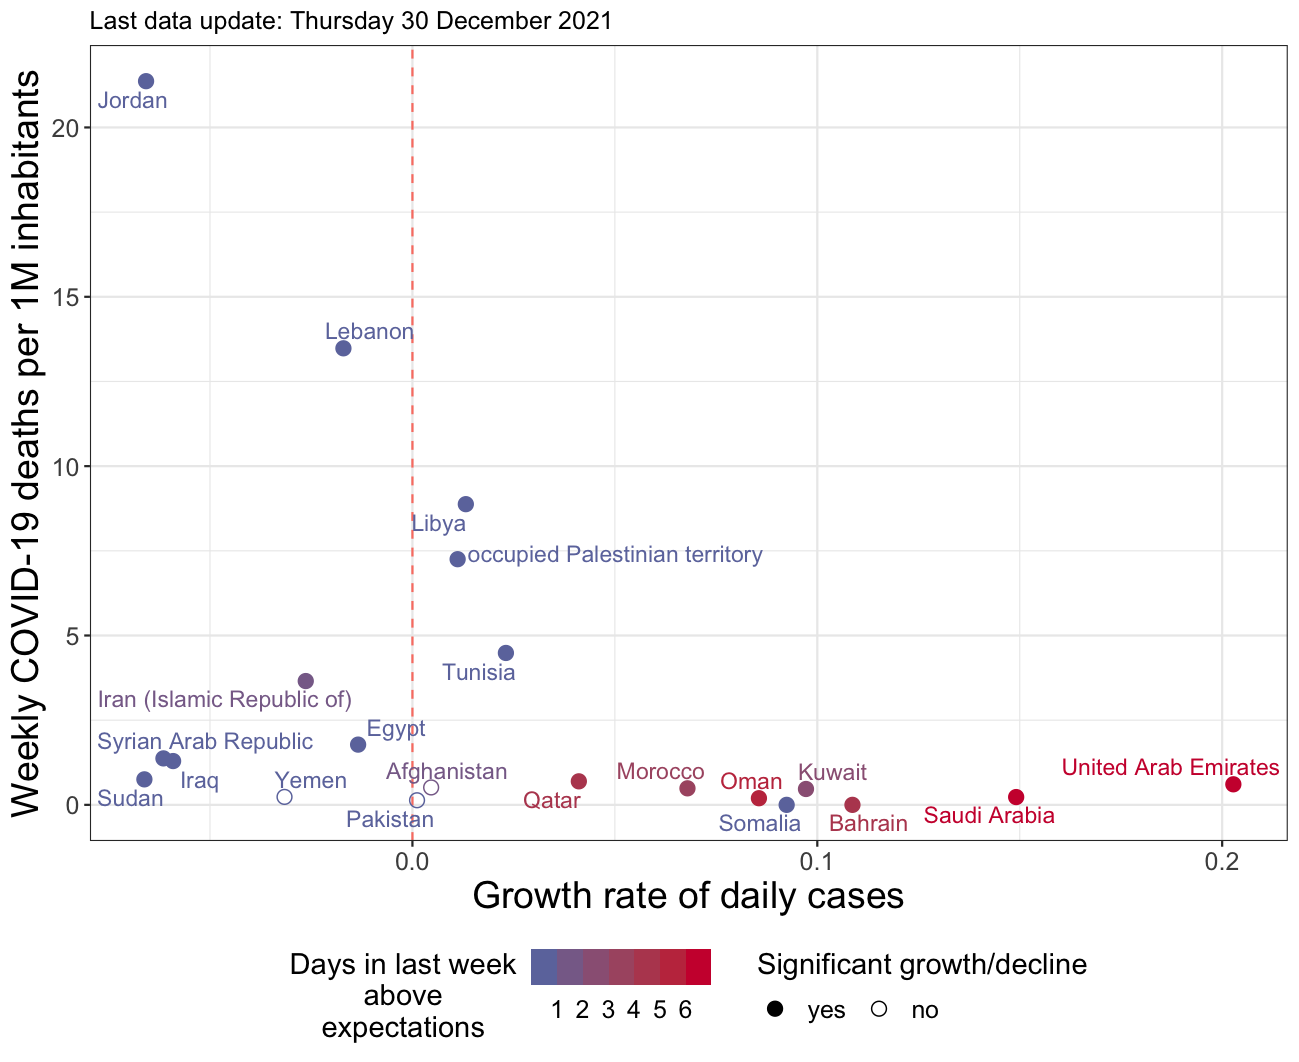 Last data update: Thursday 30 December 2021
Weekly COVID-19 deaths per 1M inhabitants
20
15
10
5
0
Jordan
Lebanon
Libya
occupied Palestinian territory
Tunisia
Iran (Islamic Republic of)
Egypt
Syrian Arab Republic
Iraq
Sudan
Yemen
Afghanistan
Pakistan
Qatar
Morocco
Oman
Kuwait
Somalia
Bahrain
Saudi Arabia
United Arab Emirates
0.0 0.1 0.2
Growth rate of daily cases
Days in last week
above
expectations
1 2 3 4 5 6
Significant growth/decline
yes no